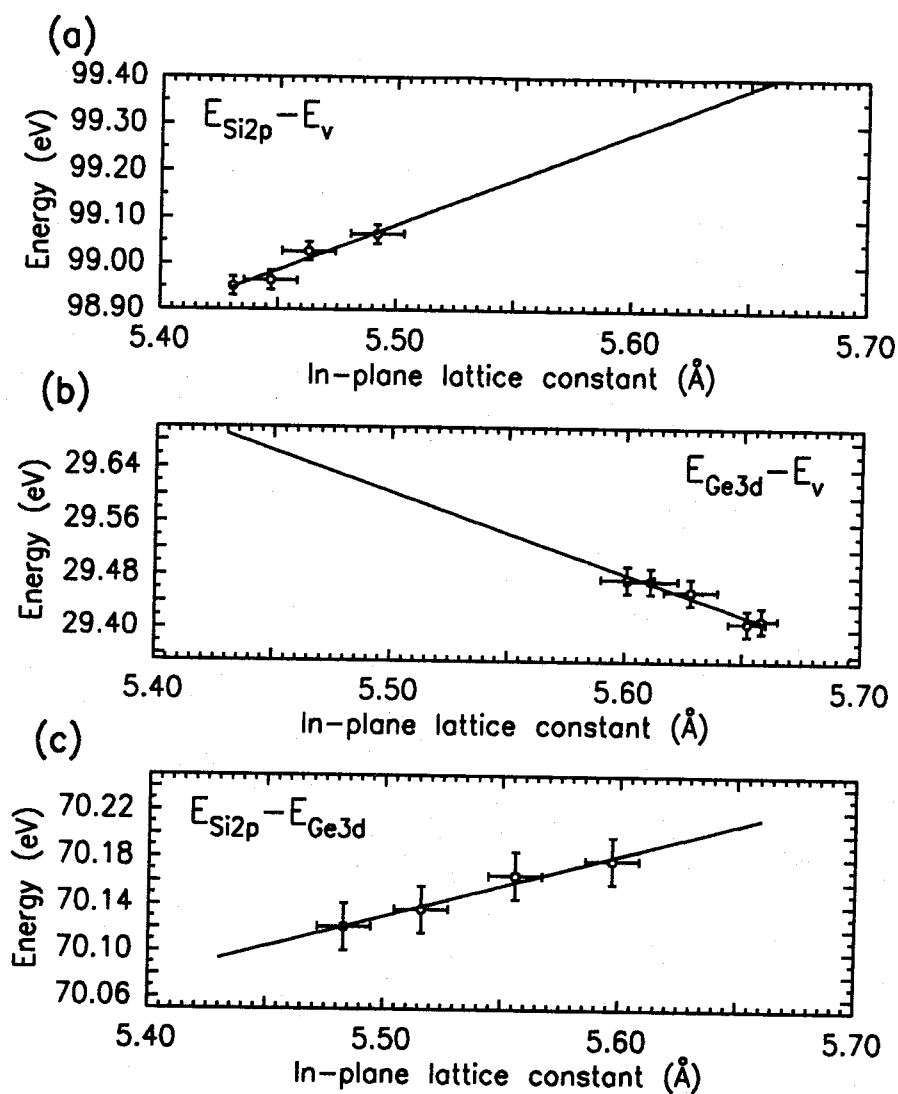 (a)
99.40
99.30
99.20
99.10
99.00
98.90
Energy (eV)
E_Si2p − E_v
5.40 5.50 5.60 5.70
In-plane lattice constant (Å)
(b)
29.64
29.56
29.48
29.40
Energy (eV)
E_Ge3d − E_v
5.40 5.50 5.60 5.70
In-plane lattice constant (Å)
(c)
70.22
70.18
70.14
70.10
70.06
Energy (eV)
E_Si2p − E_Ge3d
5.40 5.50 5.60 5.70
In-plane lattice constant (Å)